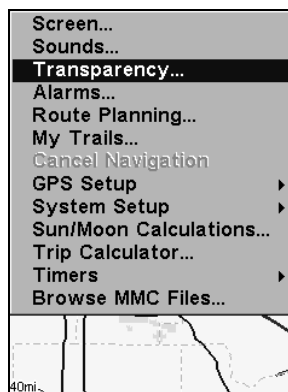 Screen...
Sounds...
Transparency...
Alarms...
Route Planning...
My Trails...
Cancel Navigation
GPS Setup
System Setup
Sun/Moon Calculations...
Trip Calculator...
Timers
Browse MMC Files...
40mi